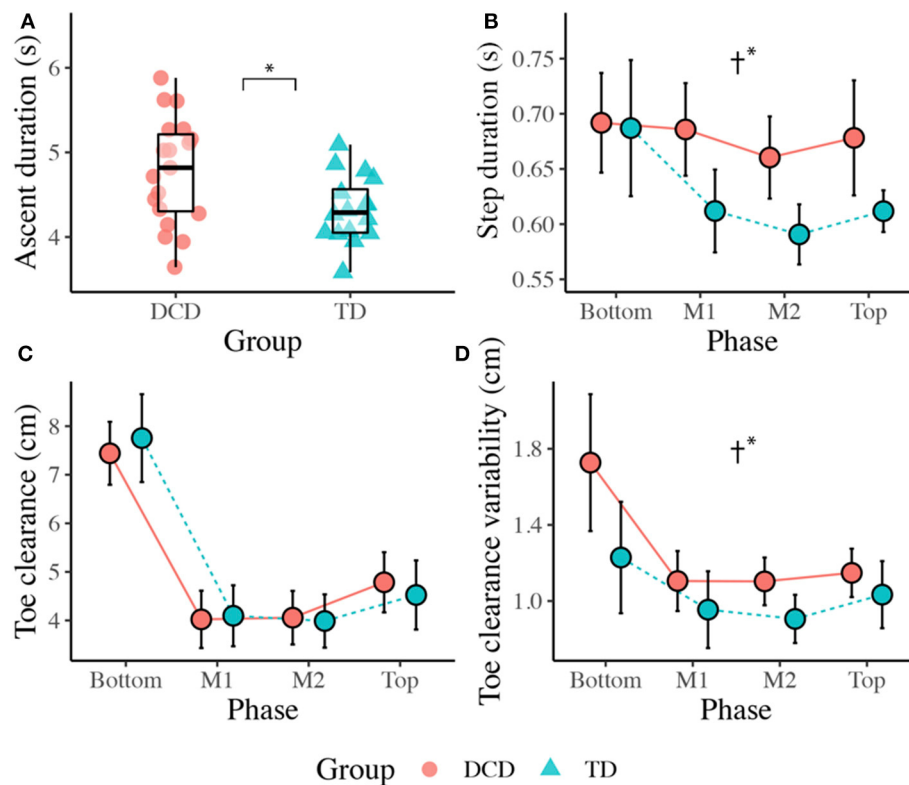 A
Ascent duration (s)
6
5
4
*
DCD
TD
Group
B
Step duration (s)
0.75
0.70
0.65
0.60
0.55
†*
Bottom
M1
M2
Top
Phase
C
Toe clearance (cm)
8
7
6
5
4
Bottom
M1
M2
Top
Phase
D
Toe clearance variability (cm)
1.8
1.4
1.0
†*
Bottom
M1
M2
Top
Phase
Group DCD TD